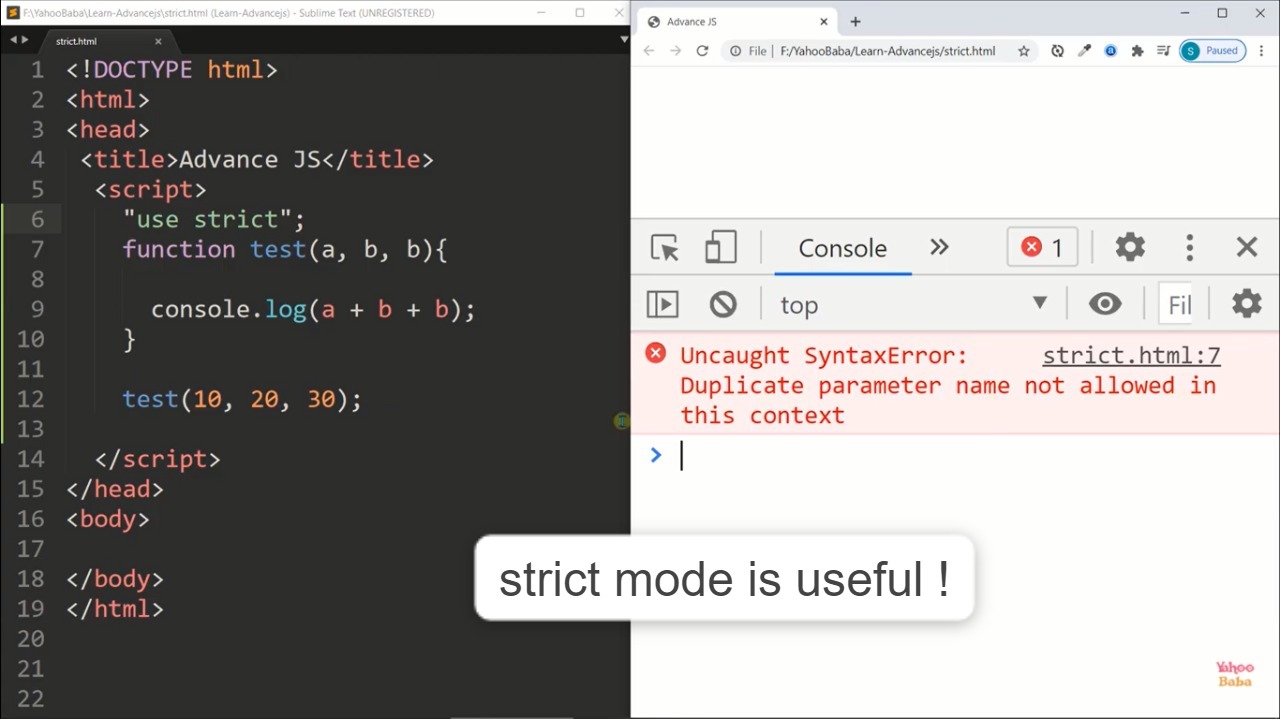 F:\YahooBaba\Learn-Advancejs\strict.html (Learn-Advancejs) - Sublime Text (UNREGISTERED)
strict.html
1 <!DOCTYPE html>
2 <html>
3 <head>
4 <title>Advance JS</title>
5 <script>
6 "use strict";
7 function test(a, b, b){
8
9 console.log(a + b + b);
10 }
11
12 test(10, 20, 30);
13
14 </script>
15 </head>
16 <body>
17
18 </body>
19 </html>
20
21
22
Advance JS
File F:/YahooBaba/Learn-Advancejs/strict.html S Paused
Console 1
top Fil
Uncaught SyntaxError: strict.html:7
Duplicate parameter name not allowed in
this context
strict mode is useful !
Yahoo
Baba